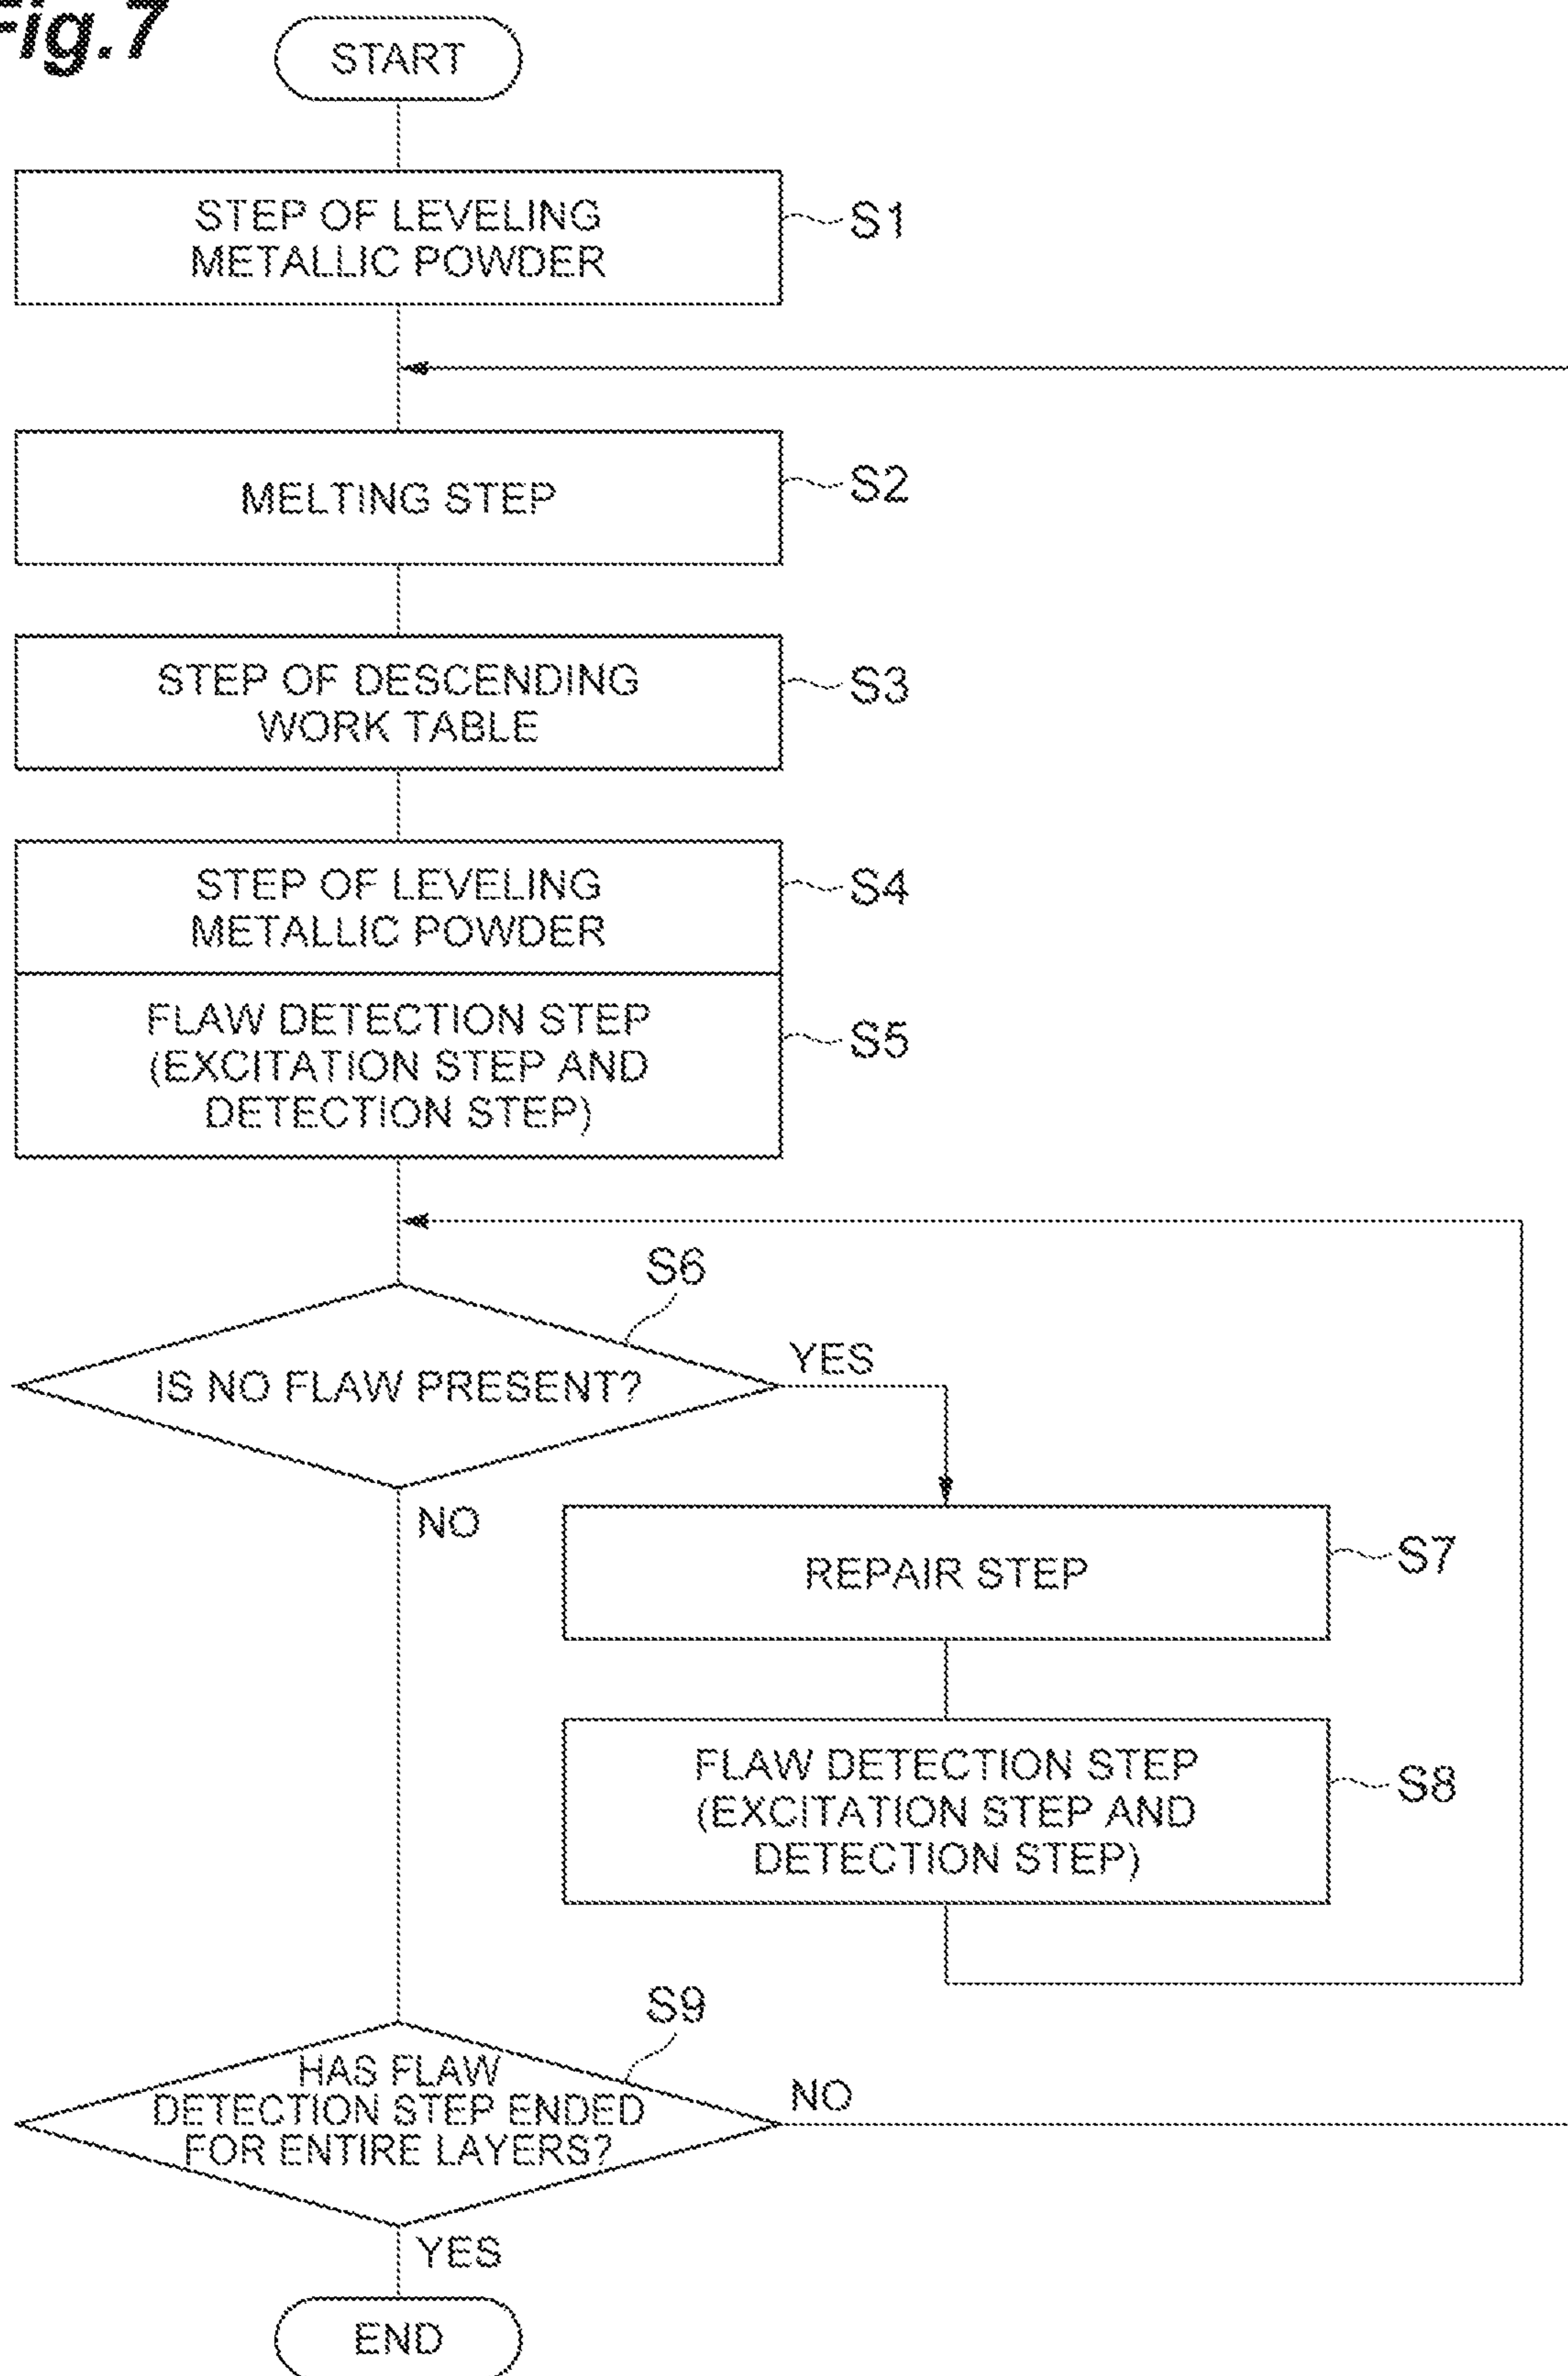 Fig.7
START
STEP OF LEVELING
METALLIC POWDER
S1
MELTING STEP
S2
STEP OF DESCENDING
WORK TABLE
S3
STEP OF LEVELING
METALLIC POWDER
S4
FLAW DETECTION STEP
(EXCITATION STEP AND
DETECTION STEP)
S5
S6
IS NO FLAW PRESENT?
YES
NO
REPAIR STEP
S7
FLAW DETECTION STEP
(EXCITATION STEP AND
DETECTION STEP)
S8
S9
HAS FLAW
DETECTION STEP ENDED
FOR ENTIRE LAYERS?
NO
YES
END